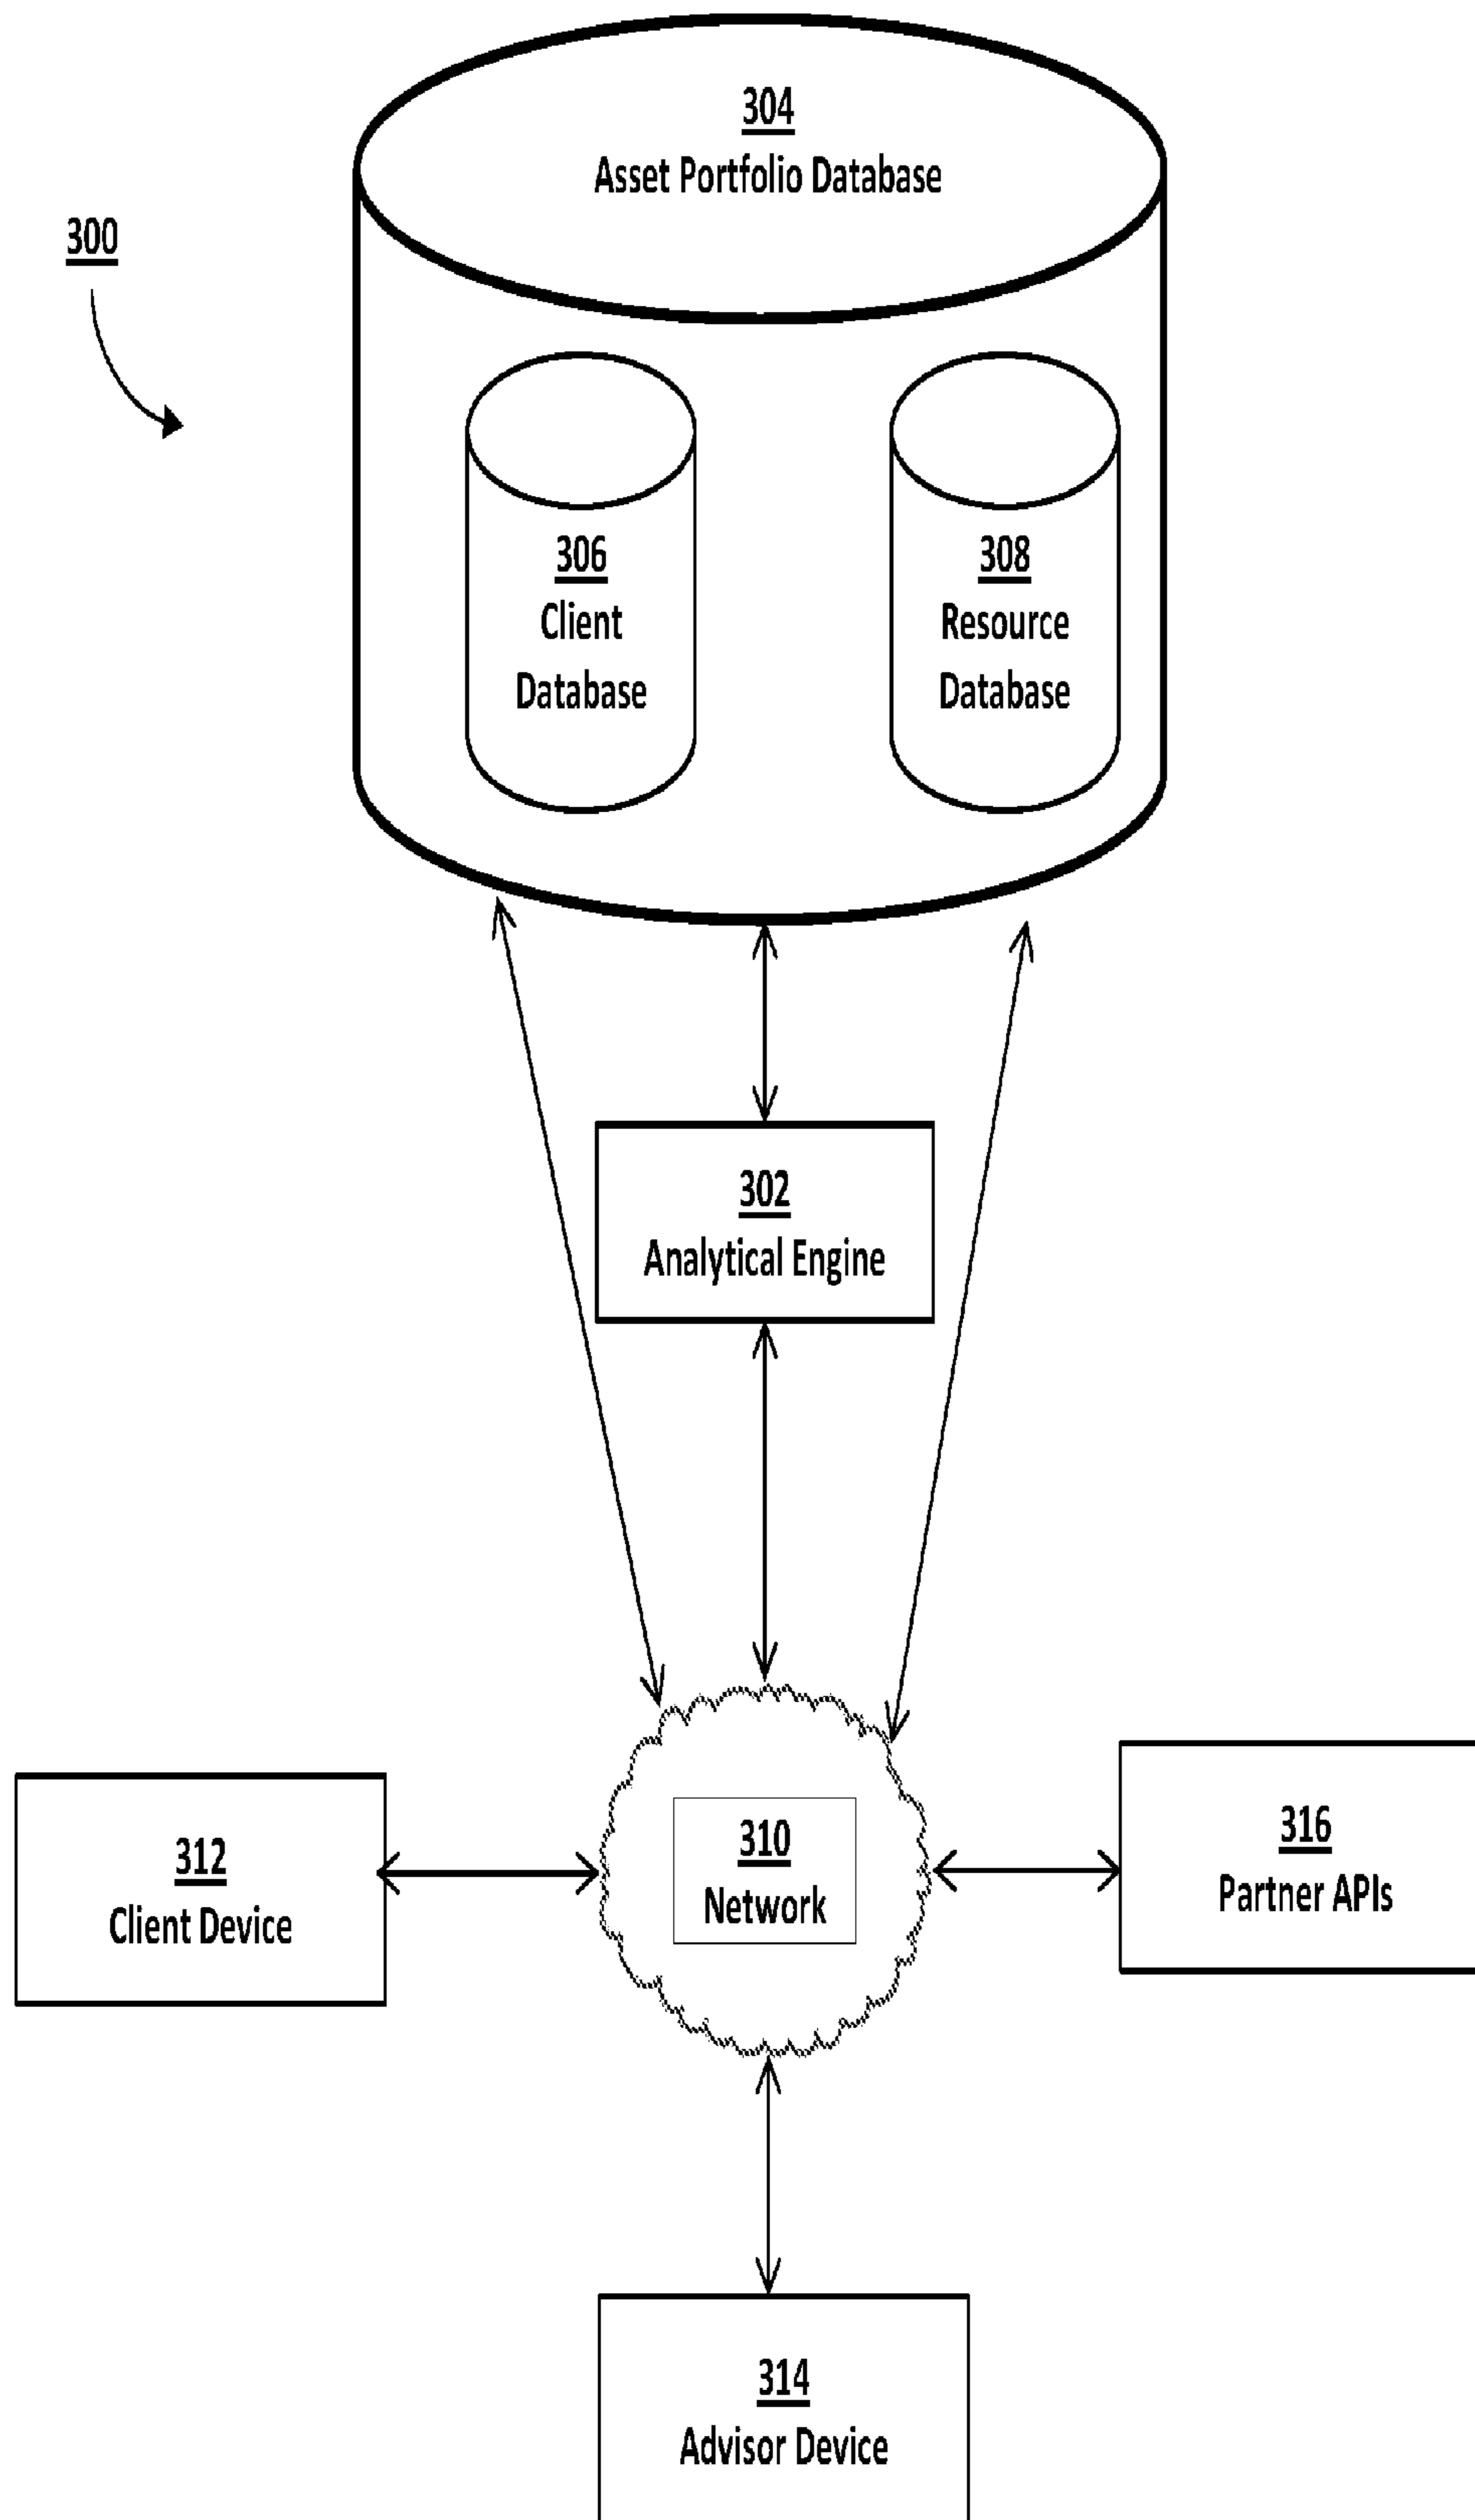 304
Asset Portfolio Database
300
306
Client
Database
308
Resource
Database
302
Analytical Engine
310
Network
312
Client Device
316
Partner APIs
314
Advisor Device